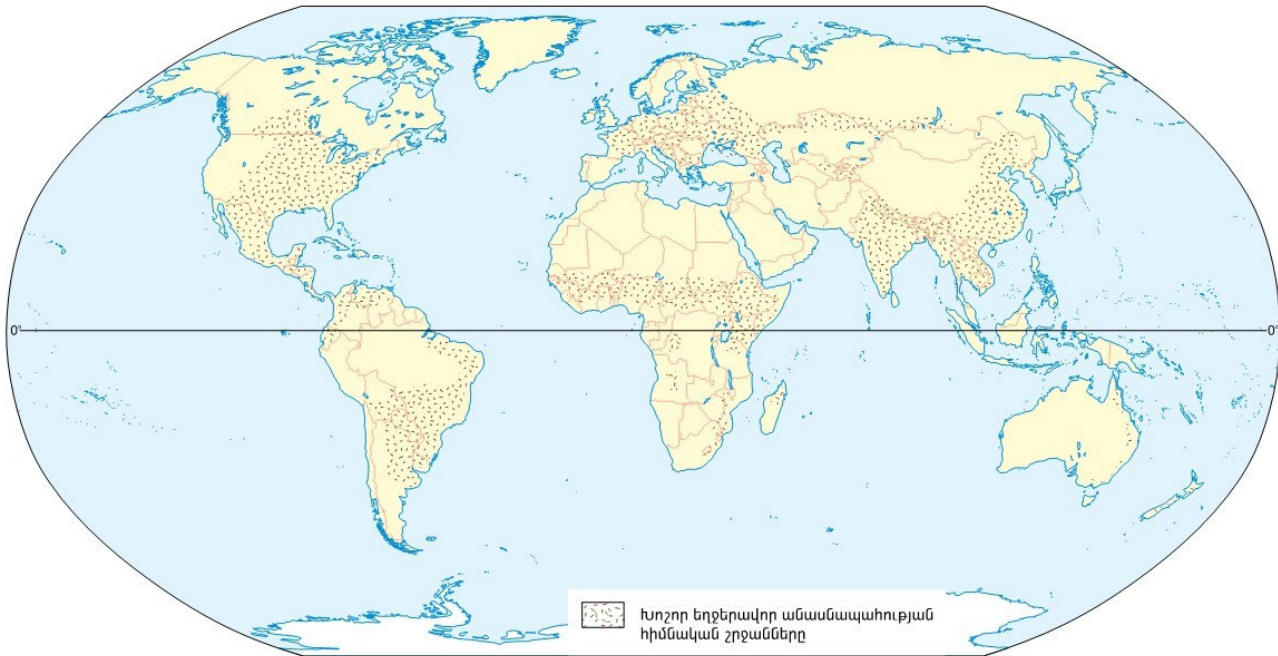 0°
0°
Խոշոր եղջերավոր անասնապահության
հիմնական շրջանները